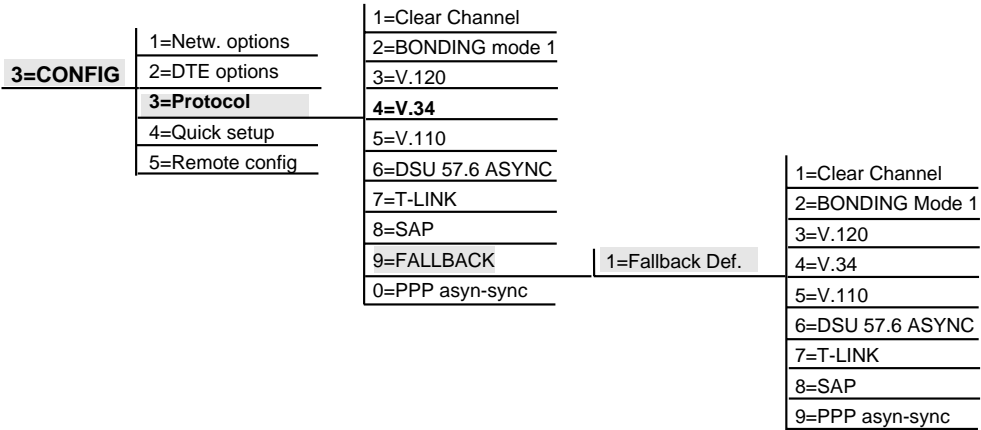 3=CONFIG
1=Netw. options
2=DTE options
3=Protocol
4=Quick setup
5=Remote config
1=Clear Channel
2=BONDING mode 1
3=V.120
4=V.34
5=V.110
6=DSU 57.6 ASYNC
7=T-LINK
8=SAP
9=FALLBACK
0=PPP asyn-sync
1=Fallback Def.
1=Clear Channel
2=BONDING Mode 1
3=V.120
4=V.34
5=V.110
6=DSU 57.6 ASYNC
7=T-LINK
8=SAP
9=PPP asyn-sync